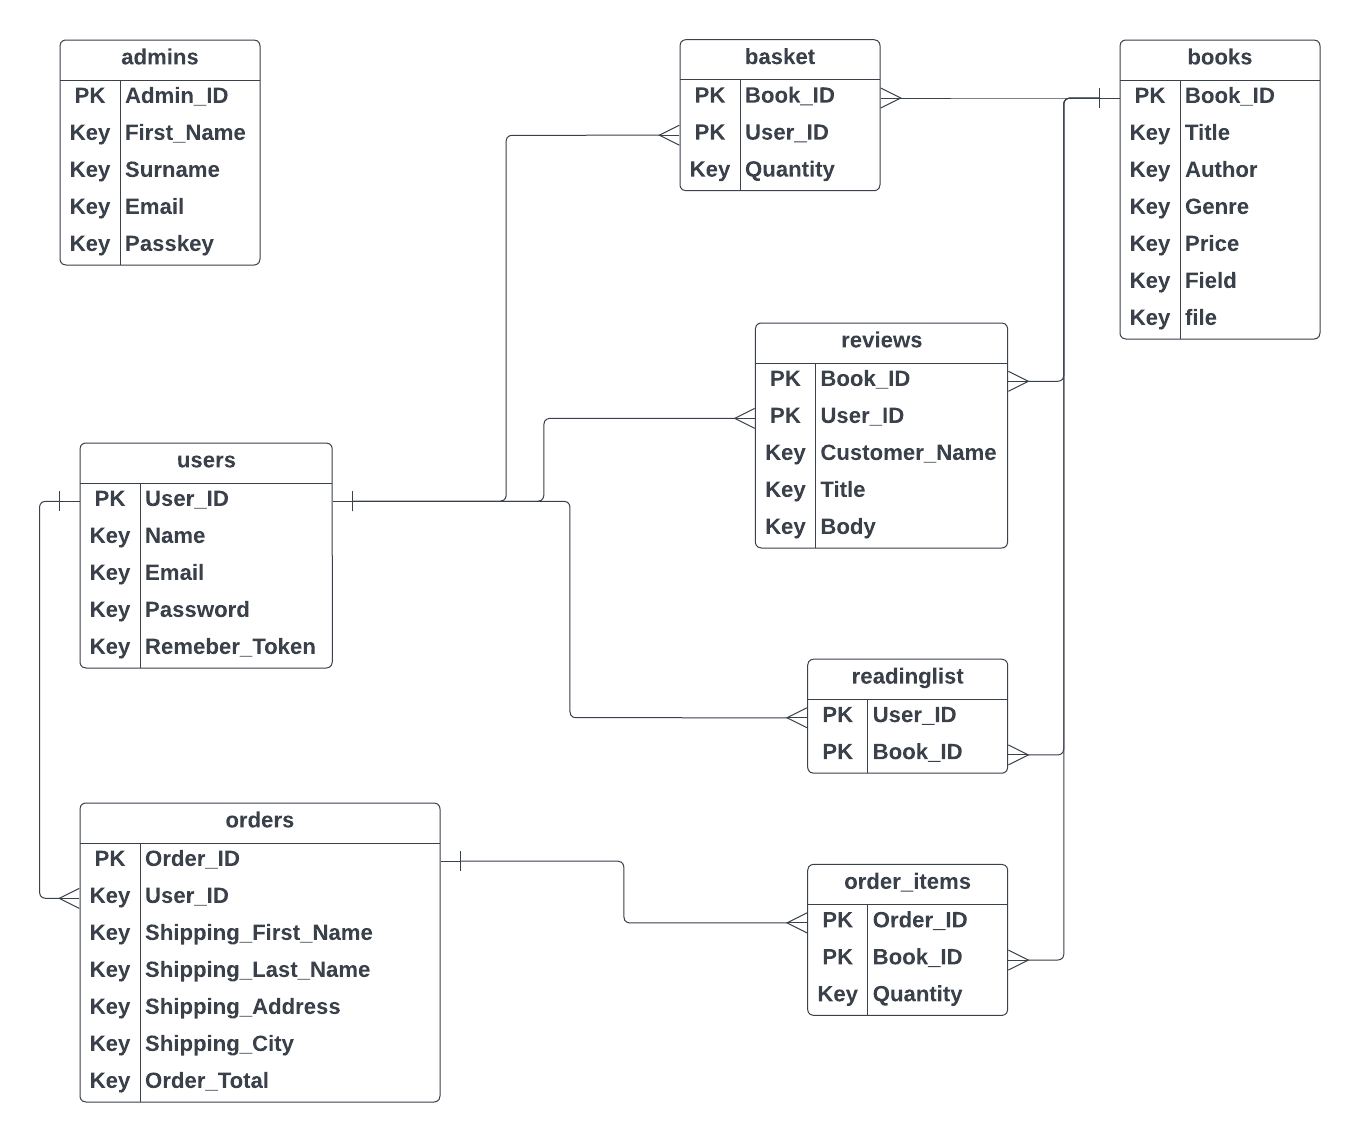 admins
PK Admin_ID
Key First_Name
Key Surname
Key Email
Key Passkey
basket
PK Book_ID
PK User_ID
Key Quantity
books
PK Book_ID
Key Title
Key Author
Key Genre
Key Price
Key Field
Key file
reviews
PK Book_ID
PK User_ID
Key Customer_Name
Key Title
Key Body
users
PK User_ID
Key Name
Key Email
Key Password
Key Remeber_Token
readinglist
PK User_ID
PK Book_ID
orders
PK Order_ID
Key User_ID
Key Shipping_First_Name
Key Shipping_Last_Name
Key Shipping_Address
Key Shipping_City
Key Order_Total
order_items
PK Order_ID
PK Book_ID
Key Quantity